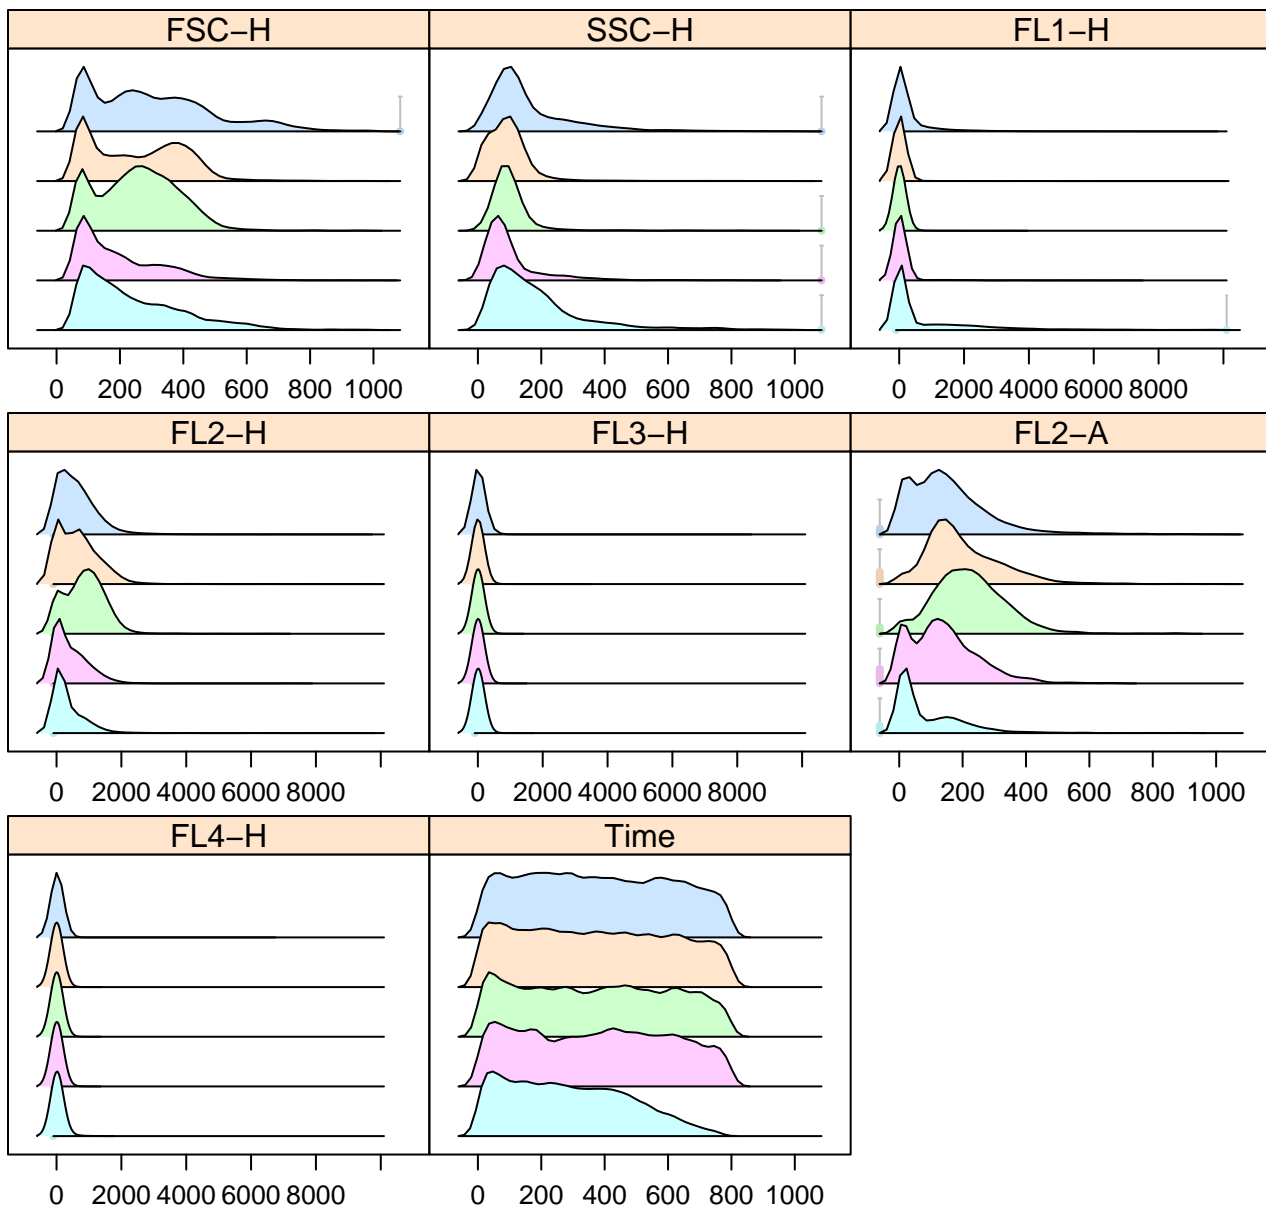 FSC−H SSC−H FL1−H
0 200 400 600 800 1000 0 200 400 600 800 1000 0 2000 4000 6000 8000
FL2−H FL3−H FL2−A
0 2000 4000 6000 8000 0 2000 4000 6000 8000 0 200 400 600 800 1000
FL4−H Time
0 2000 4000 6000 8000 0 200 400 600 800 1000